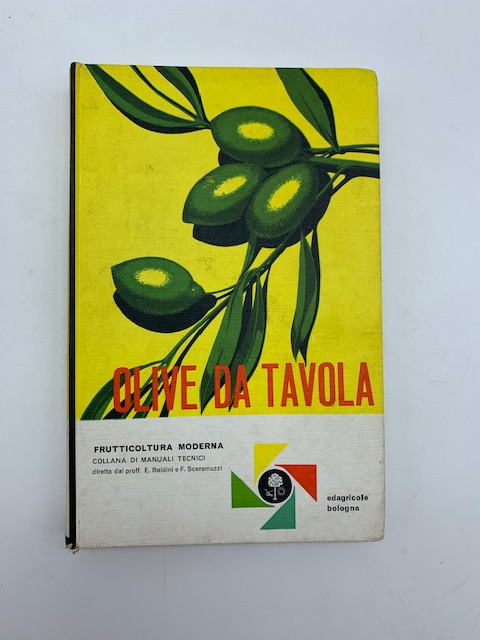 OLIVE DA TAVOLA
FRUTTICOLTURA MODERNA
COLLANA DI MANUALI TECNICI
diretta dai proff. E. Baldini e F. Scaramuzzi
edagricole
bologna